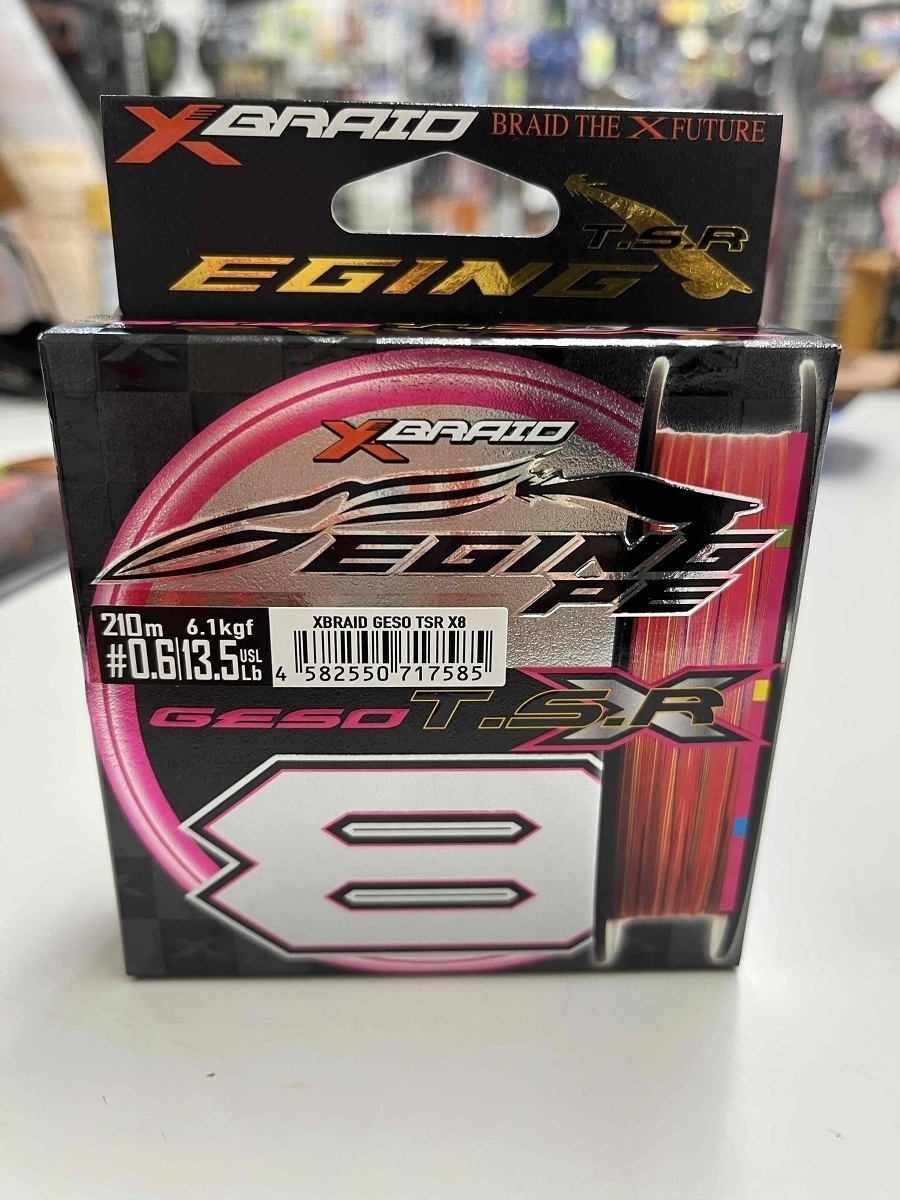 XBRAID BRAID THE X FUTURE
T.S.R
EGING
XBRAID
EGING
PE
210m 6.1kgf
#0.6 13.5 USL Lb
XBRAID GESO TSR X8
4 582550 717585
GESO T.S.R X
8